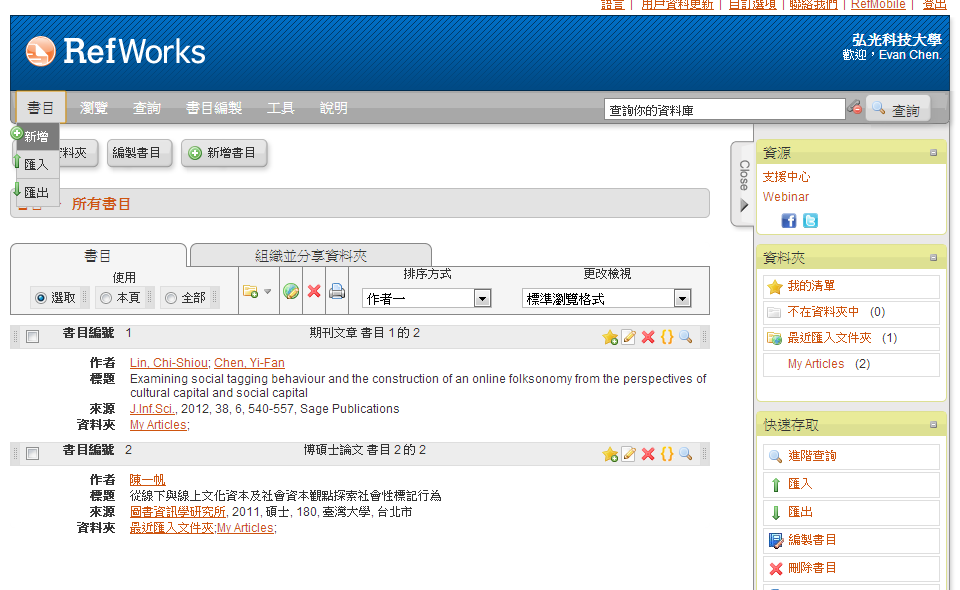 語言 | 用戶資料更新 | 自訂選項 | 聯絡我們 | RefMobile | 登出
RefWorks
弘光科技大學
歡迎，Evan Chen.
書目 瀏覽 查詢 書目編製 工具 說明
查詢你的資料庫 查詢
新增
匯入
匯出
料夾 編製書目 新增書目
所有書目
Close
書目 組織並分享資料夾
使用
選取 本頁 全部
排序方式
作者一
更改檢視
標準瀏覽格式
書目編號 1 期刊文章 書目 1 的 2
作者 Lin, Chi-Shiou; Chen, Yi-Fan
標題 Examining social tagging behaviour and the construction of an online folksonomy from the perspectives of
cultural capital and social capital
來源 J.Inf.Sci., 2012, 38, 6, 540-557, Sage Publications
資料夾 My Articles;
書目編號 2 博碩士論文 書目 2 的 2
作者 陳一帆
標題 從線下與線上文化資本及社會資本觀點探索社會性標記行為
來源 圖書資訊學研究所, 2011, 碩士, 180, 臺灣大學, 台北市
資料夾 最近匯入文件夾;My Articles;
資源
支援中心
Webinar
資料夾
我的清單
不在資料夾中 (0)
最近匯入文件夾 (1)
My Articles (2)
快速存取
進階查詢
匯入
匯出
編製書目
刪除書目